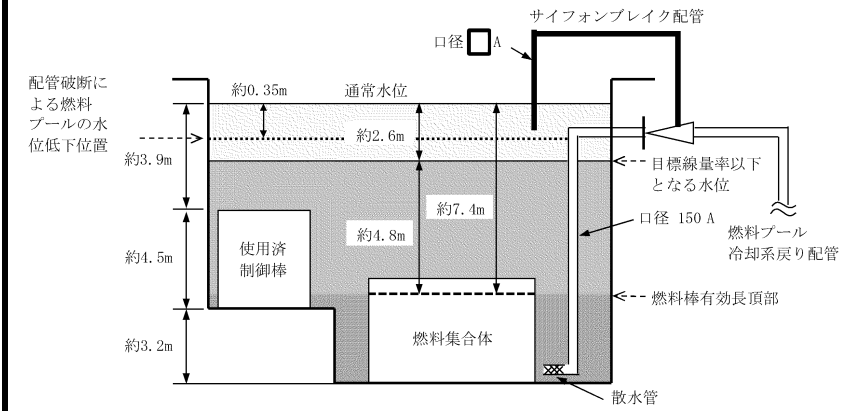 サイフォンブレイク配管
口径 A
配管破断に
よる燃料
プールの水
位低下位置
約0.35m
通常水位
約2.6m
約3.9m
目標線量率以下
となる水位
約7.4m
約4.8m
口径 150 A
燃料プール
冷却系戻り配管
使用済
制御棒
約4.5m
燃料棒有効長頂部
燃料集合体
約3.2m
散水管